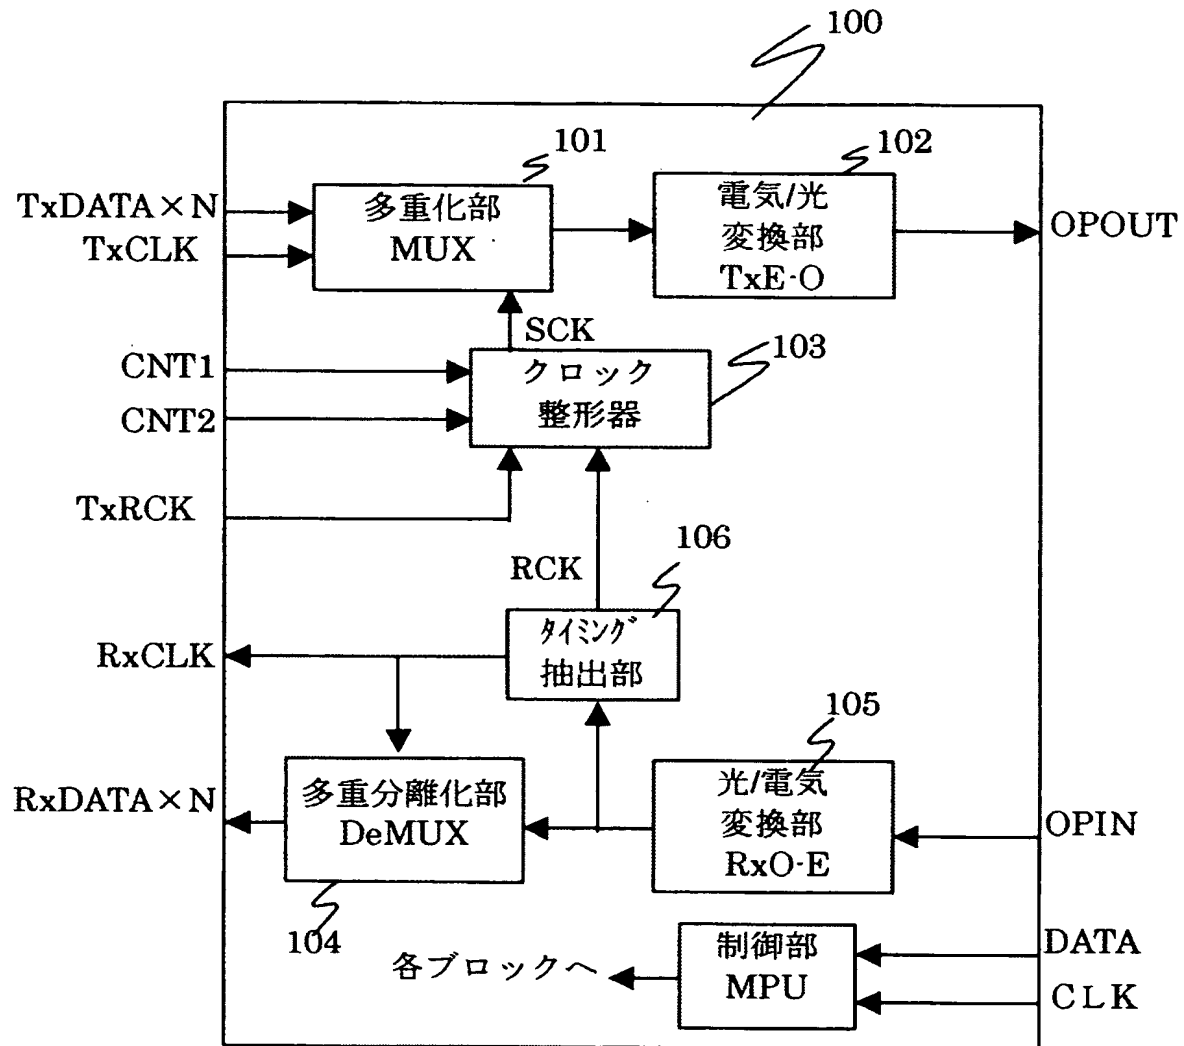 100
101
102
TxDATA×N
TxCLK
多重化部
MUX
電気/光
変換部
TxE-O
OPOUT
SCK
103
CNT1
CNT2
クロック
整形器
TxRCK
RCK
106
RxCLK
ﾀｲﾐﾝｸﾞ
抽出部
105
RxDATA×N
多重分離化部
DeMUX
光/電気
変換部
RxO-E
OPIN
104
各ブロックへ
制御部
MPU
DATA
ＣＬＫ